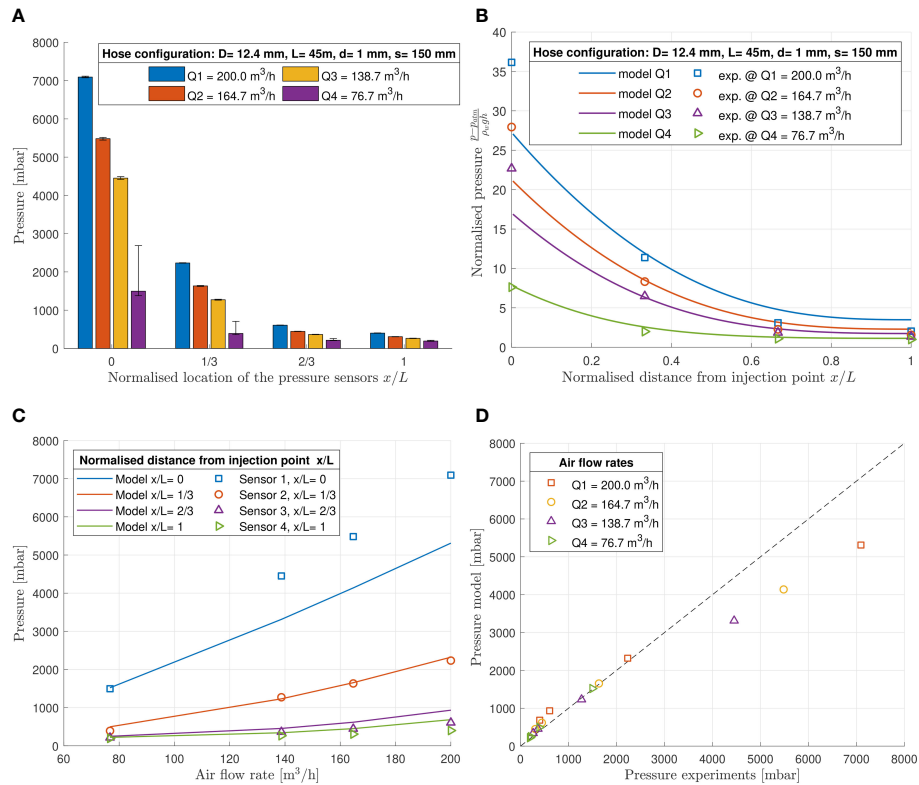 A
8000
7000
6000
5000
4000
3000
2000
1000
0
Pressure [mbar]
Hose configuration: D= 12.4 mm, L= 45m, d= 1 mm, s= 150 mm
Q1 = 200.0 m³/h
Q3 = 138.7 m³/h
Q2 = 164.7 m³/h
Q4 = 76.7 m³/h
0 1/3 2/3 1
Normalised location of the pressure sensors x/L
B
40
35
30
25
20
15
10
5
0
Normalised pressure (p−p_atm)/(ρ_w gh)
Hose configuration: D= 12.4 mm, L= 45m, d= 1 mm, s= 150 mm
model Q1 exp. @ Q1 = 200.0 m³/h
model Q2 exp. @ Q2 = 164.7 m³/h
model Q3 exp. @ Q3 = 138.7 m³/h
model Q4 exp. @ Q4 = 76.7 m³/h
0 0.2 0.4 0.6 0.8 1
Normalised distance from injection point x/L
C
8000
7000
6000
5000
4000
3000
2000
1000
0
Pressure [mbar]
Normalised distance from injection point x/L
Model x/L= 0 Sensor 1, x/L= 0
Model x/L= 1/3 Sensor 2, x/L= 1/3
Model x/L= 2/3 Sensor 3, x/L= 2/3
Model x/L= 1 Sensor 4, x/L= 1
60 80 100 120 140 160 180 200
Air flow rate [m³/h]
D
8000
7000
6000
5000
4000
3000
2000
1000
0
Pressure model [mbar]
Air flow rates
Q1 = 200.0 m³/h
Q2 = 164.7 m³/h
Q3 = 138.7 m³/h
Q4 = 76.7 m³/h
0 1000 2000 3000 4000 5000 6000 7000 8000
Pressure experiments [mbar]